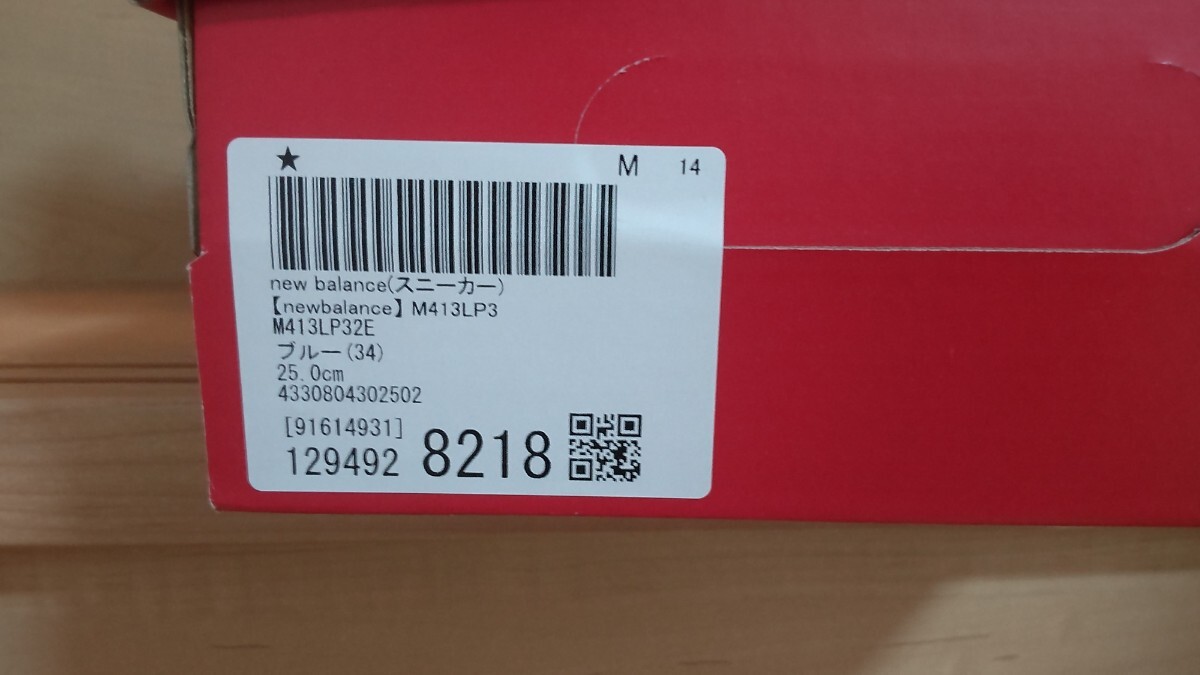 ★ M 14
new balance(スニーカー)
【newbalance】M413LP3
M413LP32E
ブルー(34)
25.0cm
4330804302502
[91614931]
129492 8218